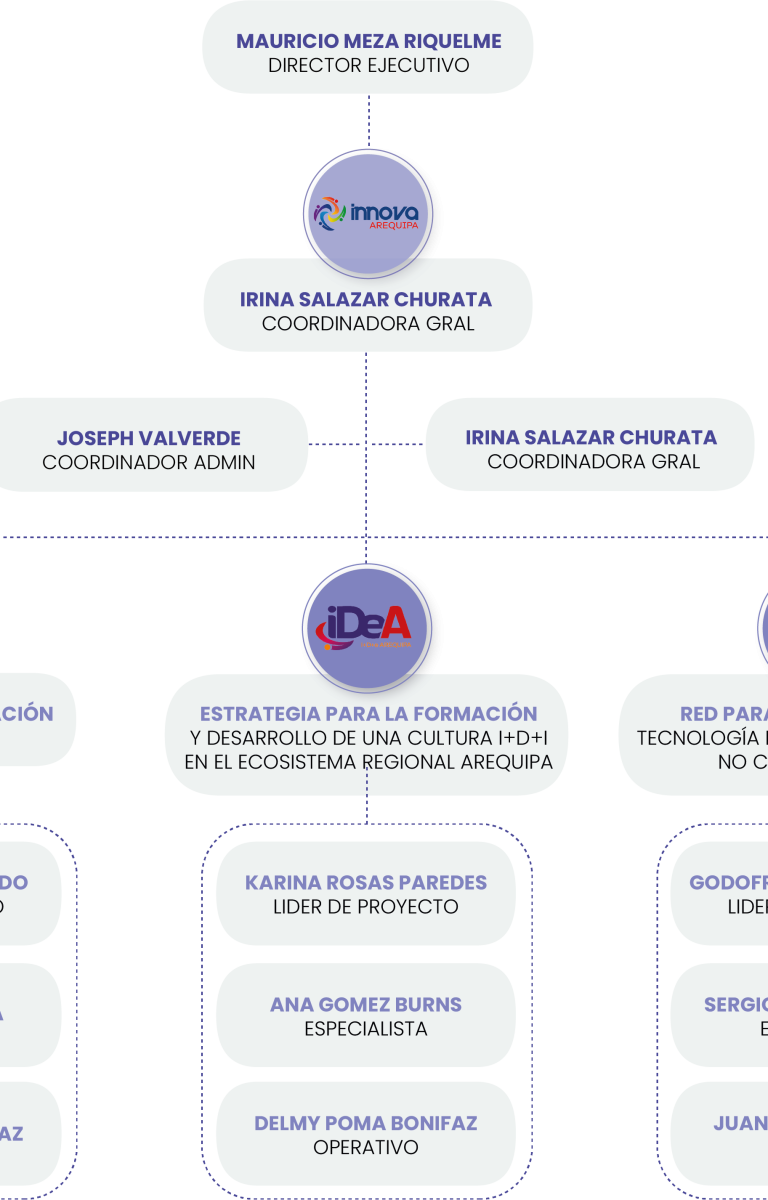 MAURICIO MEZA RIQUELME
DIRECTOR EJECUTIVO
innova
AREQUIPA
IRINA SALAZAR CHURATA
COORDINADORA GRAL
JOSEPH VALVERDE
COORDINADOR ADMIN
IRINA SALAZAR CHURATA
COORDINADORA GRAL
iDeA
CIÓN
ESTRATEGIA PARA LA FORMACIÓN
Y DESARROLLO DE UNA CULTURA I+D+I
EN EL ECOSISTEMA REGIONAL AREQUIPA
RED PARA
TECNOLOGÍA
NO C
DO
O
KARINA ROSAS PAREDES
LIDER DE PROYECTO
GODOF
LIDER
A
ANA GOMEZ BURNS
ESPECIALISTA
SERGIO
E
AZ
DELMY POMA BONIFAZ
OPERATIVO
JUAN